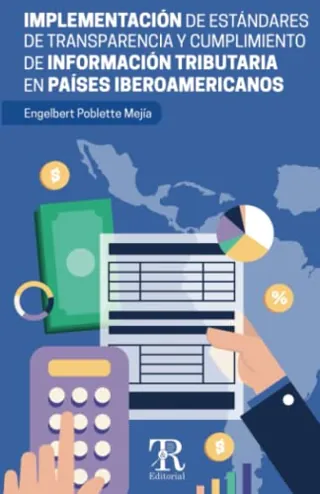 IMPLEMENTACIÓN DE ESTÁNDARES
DE TRANSPARENCIA Y CUMPLIMIENTO
DE INFORMACIÓN TRIBUTARIA
EN PAÍSES IBEROAMERICANOS
Engelbert Poblette Mejía
$
%
$
T&R
Editorial